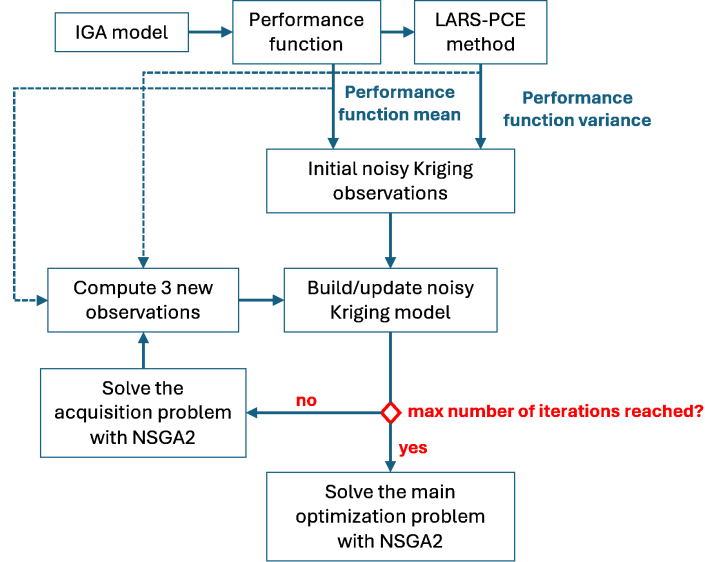 IGA model
Performance
function
LARS-PCE
method
Performance
function mean
Performance
function variance
Initial noisy Kriging
observations
Compute 3 new
observations
Build/update noisy
Kriging model
Solve the
acquisition problem
with NSGA2
no
max number of iterations reached?
yes
Solve the main
optimization problem
with NSGA2